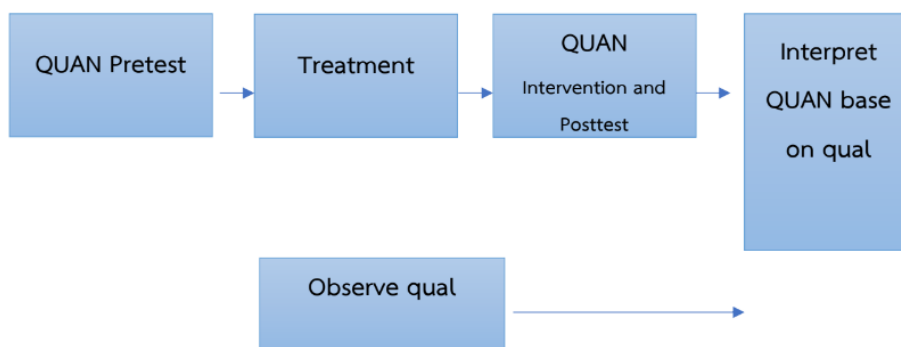 QUAN Pretest
Treatment
QUAN
Intervention and
Posttest
Interpret
QUAN base
on qual
Observe qual